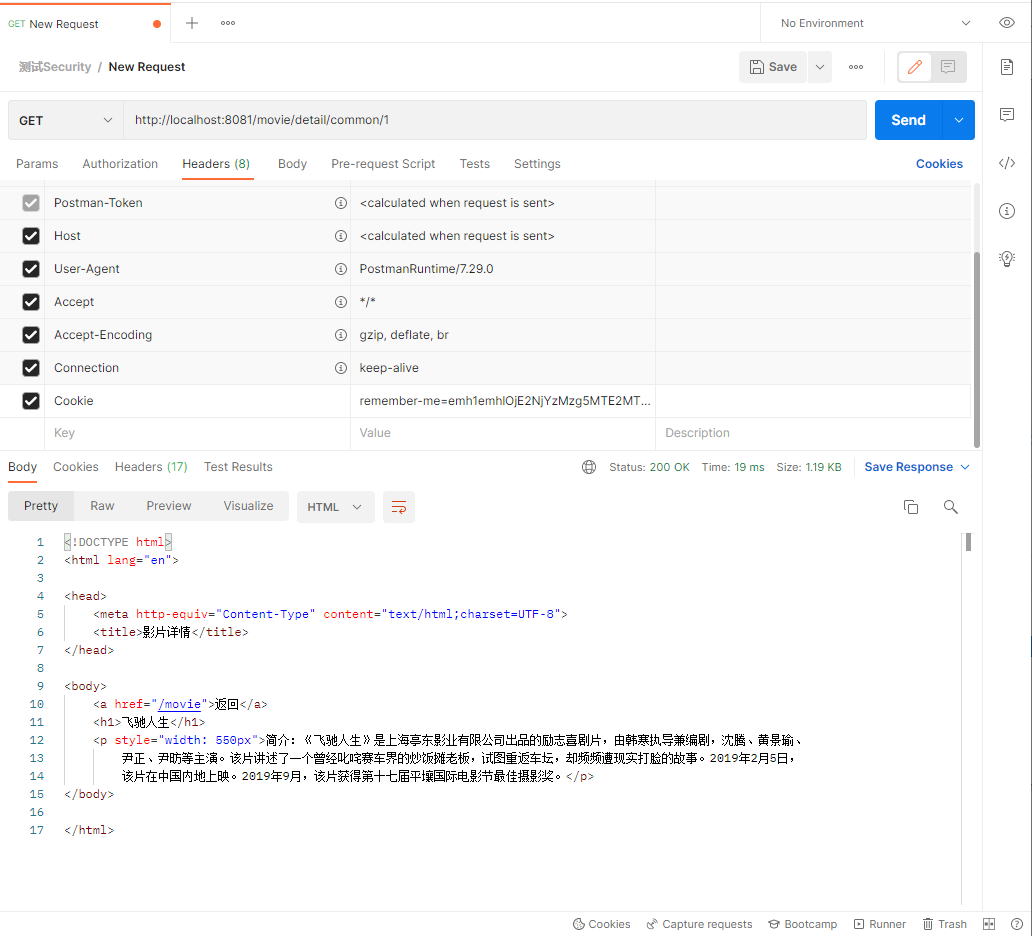 GET New Request
No Environment
测试Security / New Request
Save
GET
http://localhost:8081/movie/detail/common/1
Send
Params Authorization Headers (8) Body Pre-request Script Tests Settings Cookies
Postman-Token <calculated when request is sent>
Host <calculated when request is sent>
User-Agent PostmanRuntime/7.29.0
Accept */*
Accept-Encoding gzip, deflate, br
Connection keep-alive
Cookie remember-me=emh1emhlOjE2NjYzMzg5MTE2MT...
Key Value Description
Body Cookies Headers (17) Test Results Status: 200 OK Time: 19 ms Size: 1.19 KB Save Response
Pretty Raw Preview Visualize HTML
1 <!DOCTYPE html>
2 <html lang="en">
3
4 <head>
5 <meta http-equiv="Content-Type" content="text/html;charset=UTF-8">
6 <title>影片详情</title>
7 </head>
8
9 <body>
10 <a href="/movie">返回</a>
11 <h1>飞驰人生</h1>
12 <p style="width: 550px">简介：《飞驰人生》是上海亭东影业有限公司出品的励志喜剧片，由韩寒执导兼编剧，沈腾、黄景瑜、
13 尹正、尹昉等主演。该片讲述了一个曾经叱咤赛车界的炒饭摊老板，试图重返车坛，却频频遭现实打脸的故事。2019年2月5日，
14 该片在中国内地上映。2019年9月，该片获得第十七届平壤国际电影节最佳摄影奖。</p>
15 </body>
16
17 </html>
Cookies Capture requests Bootcamp Runner Trash